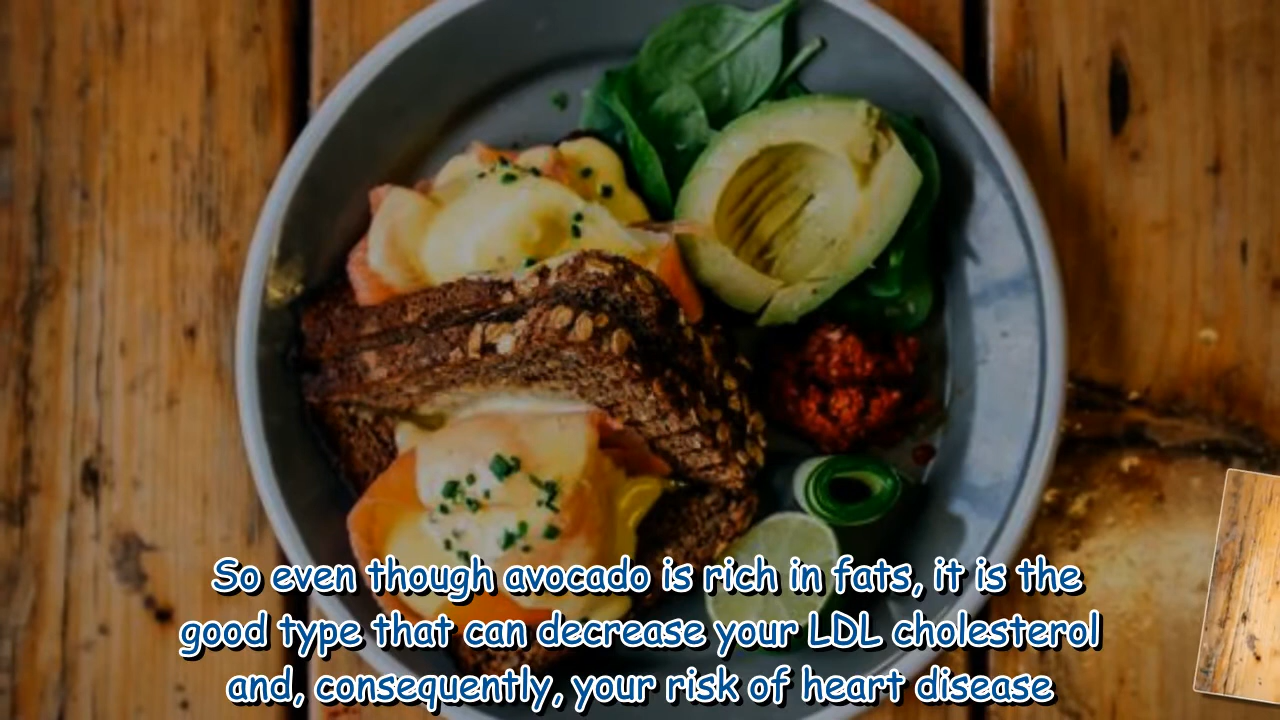 So even though avocado is rich in fats, it is the
good type that can decrease your LDL cholesterol
and, consequently, your risk of heart disease